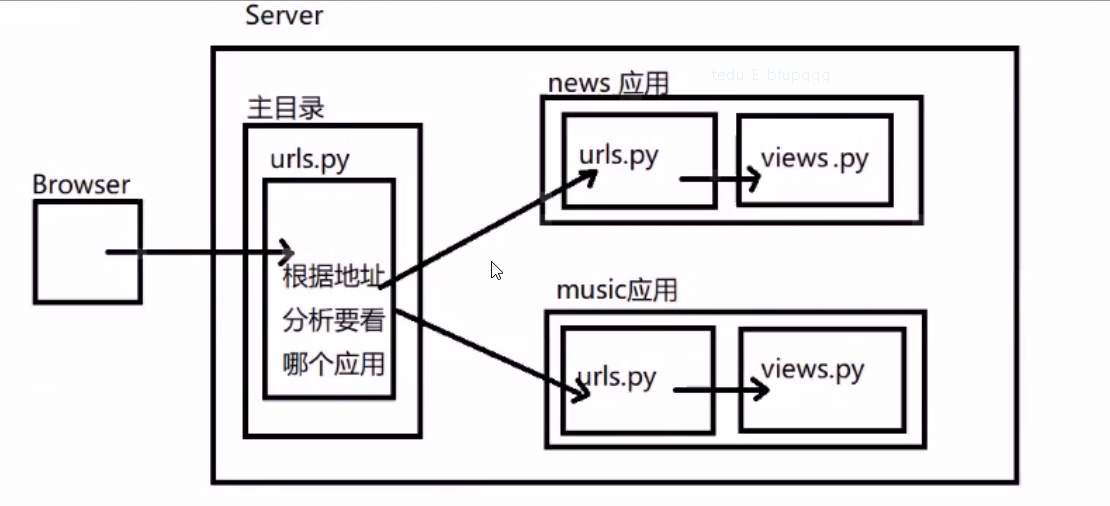 Server
tedu E bfupqqq
news 应用
主目录
urls.py
urls.py
views .py
Browser
根据地址
分析要看
哪个应用
music应用
urls.py
views.py